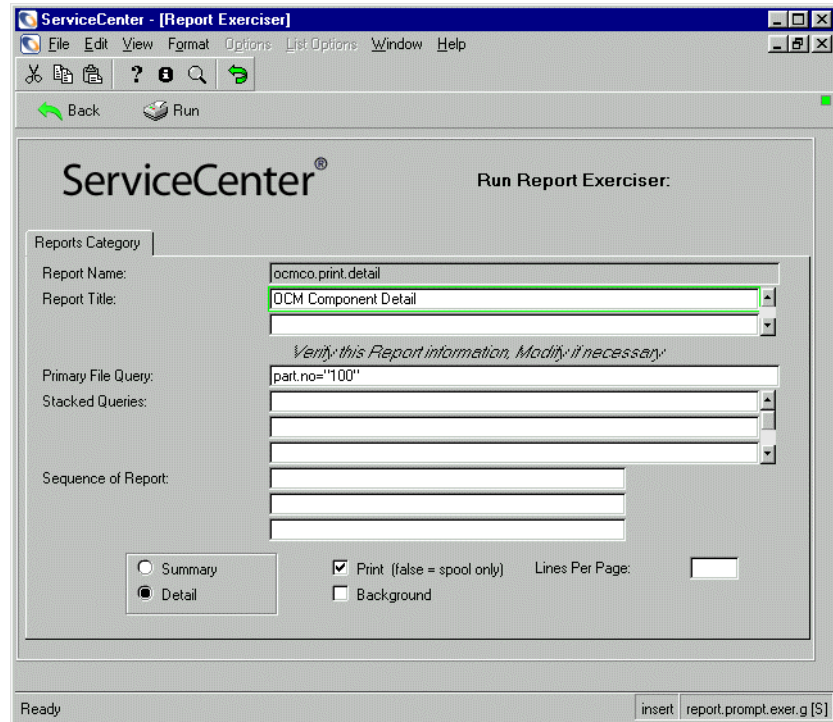 ServiceCenter - [Report Exerciser]
File Edit View Format Options List Options Window Help
Back Run
ServiceCenter® Run Report Exerciser:
Reports Category
Report Name: ocmco.print.detail
Report Title: OCM Component Detail
Verify this Report information, Modify if necessary
Primary File Query: part.no="100"
Stacked Queries:
Sequence of Report:
Summary Print (false = spool only) Lines Per Page:
Detail Background
Ready insert report.prompt.exer.g [S]